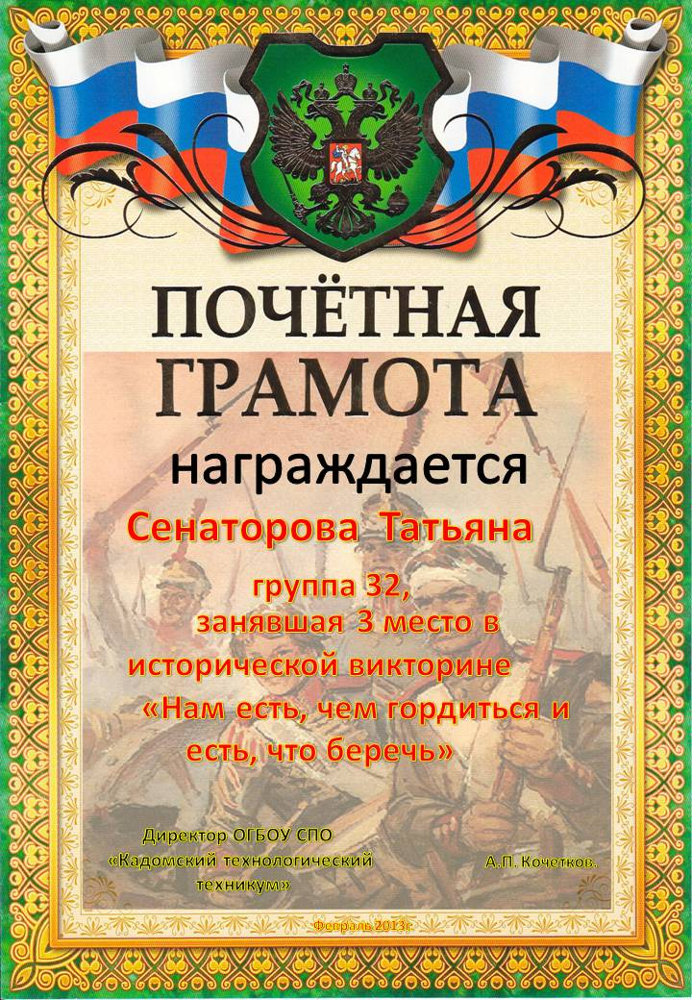 ПОЧЁТНАЯ
ГРАМОТА
награждается
Сенаторова Татьяна
группа 32,
занявшая 3 место в
исторической викторине
«Нам есть, чем гордиться и
есть, что беречь»
Директор ОГБОУ СПО
«Кадомский технологический
техникум»
А.П. Кочетков.
Февраль 2013г